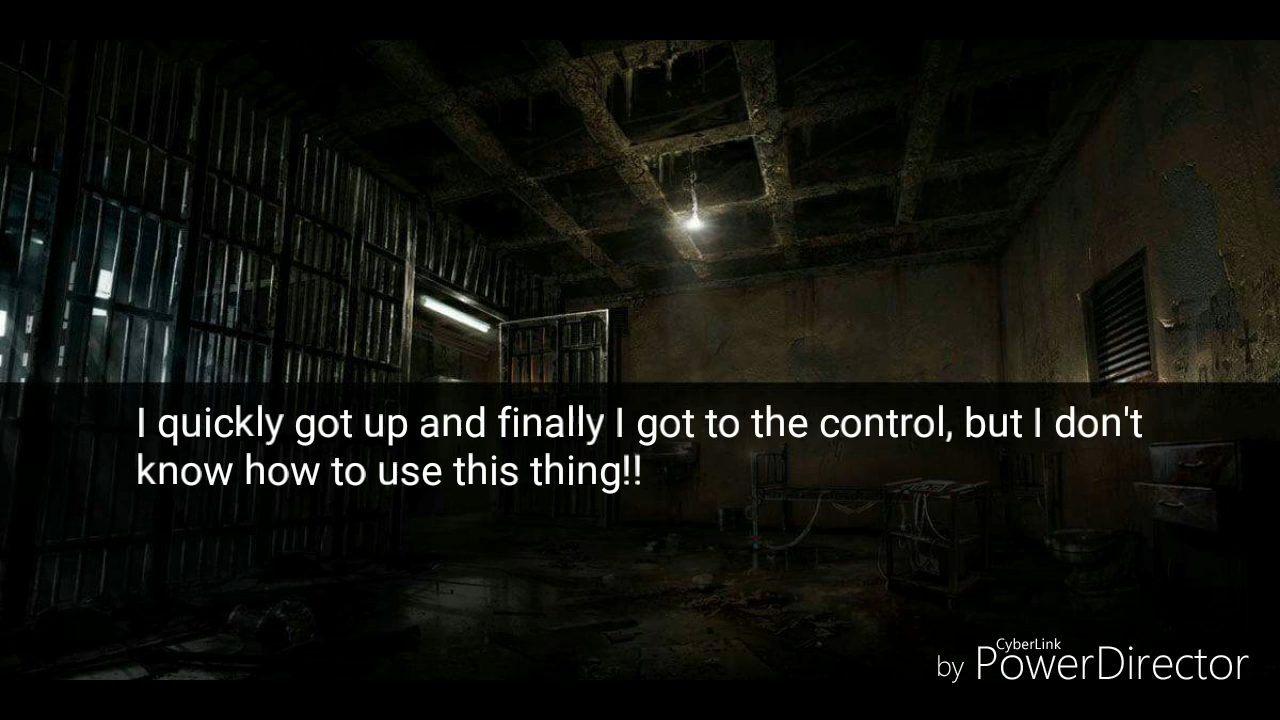 I quickly got up and finally I got to the control, but I don't
know how to use this thing!!
CyberLink
by PowerDirector